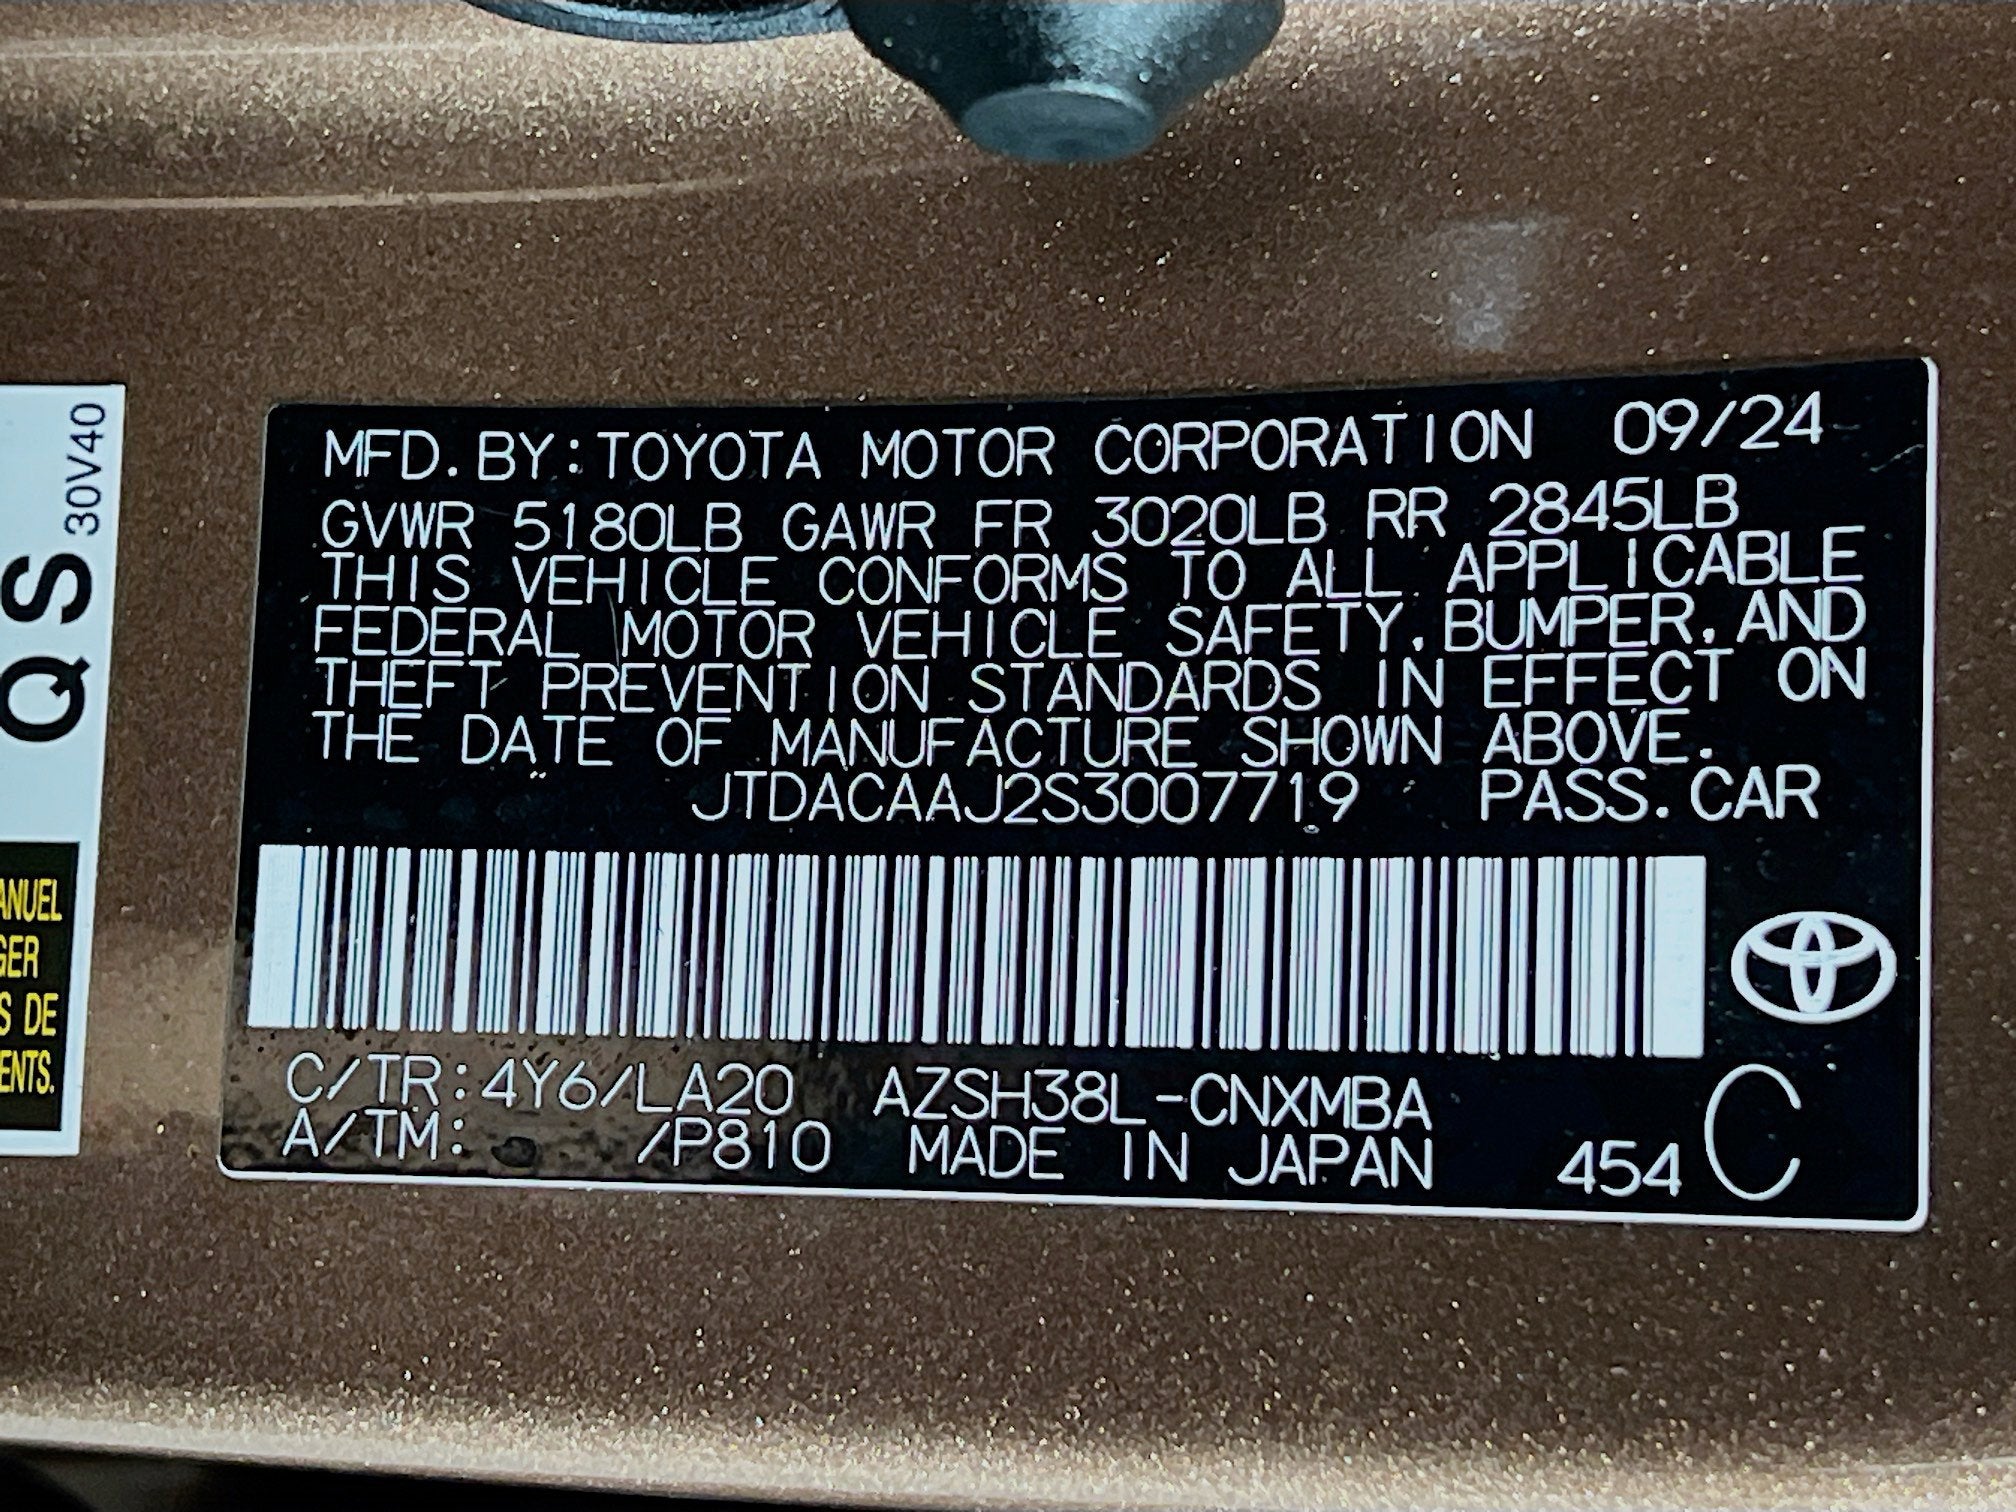 30V40
QS
ANUEL
GER
S DE
ENTS.
MFD. BY: TOYOTA MOTOR CORPORATION 09/24
GVWR 5180LB GAWR FR 3020LB RR 2845LB
THIS VEHICLE CONFORMS TO ALL APPLICABLE
FEDERAL MOTOR VEHICLE SAFETY, BUMPER, AND
THEFT PREVENTION STANDARDS IN EFFECT ON
THE DATE OF MANUFACTURE SHOWN ABOVE.
JTDACAAJ2S3007719 PASS. CAR
C/TR: 4Y6/LA20 AZSH38L-CNXMBA
A/TM: /P810 MADE IN JAPAN 454 C